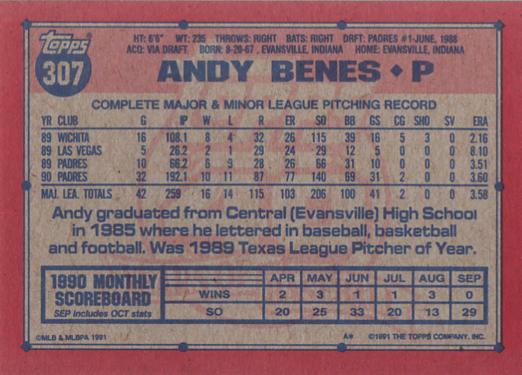 Topps
307
HT: 6'6" WT: 235 THROWS: RIGHT BATS: RIGHT DRFT: PADRES #1-JUNE, 1988
ACQ: VIA DRAFT BORN: 8-20-67, EVANSVILLE, INDIANA HOME: EVANSVILLE, INDIANA
ANDY BENES ◆ P
COMPLETE MAJOR & MINOR LEAGUE PITCHING RECORD
YR CLUB G IP W L R ER SO BB GS CG SHO SV ERA
89 WICHITA 16 108.1 8 4 32 26 115 39 16 5 3 0 2.16
89 LAS VEGAS 5 26.2 2 1 29 24 29 12 5 0 0 0 8.10
89 PADRES 10 66.2 6 3 28 26 66 31 10 0 0 0 3.51
90 PADRES 32 192.1 10 11 87 77 140 69 31 2 0 0 3.60
MAJ. LEA. TOTALS 42 259 16 14 115 103 206 100 41 2 0 0 3.58
Andy graduated from Central (Evansville) High School
in 1985 where he lettered in baseball, basketball
and football. Was 1989 Texas League Pitcher of Year.
1990 MONTHLY SCOREBOARD
SEP includes OCT stats
APR MAY JUN JUL AUG SEP
WINS 2 3 1 1 3 0
SO 20 25 33 20 13 29
©MLB & MLBPA 1991 A* ©1991 THE TOPPS COMPANY, INC.